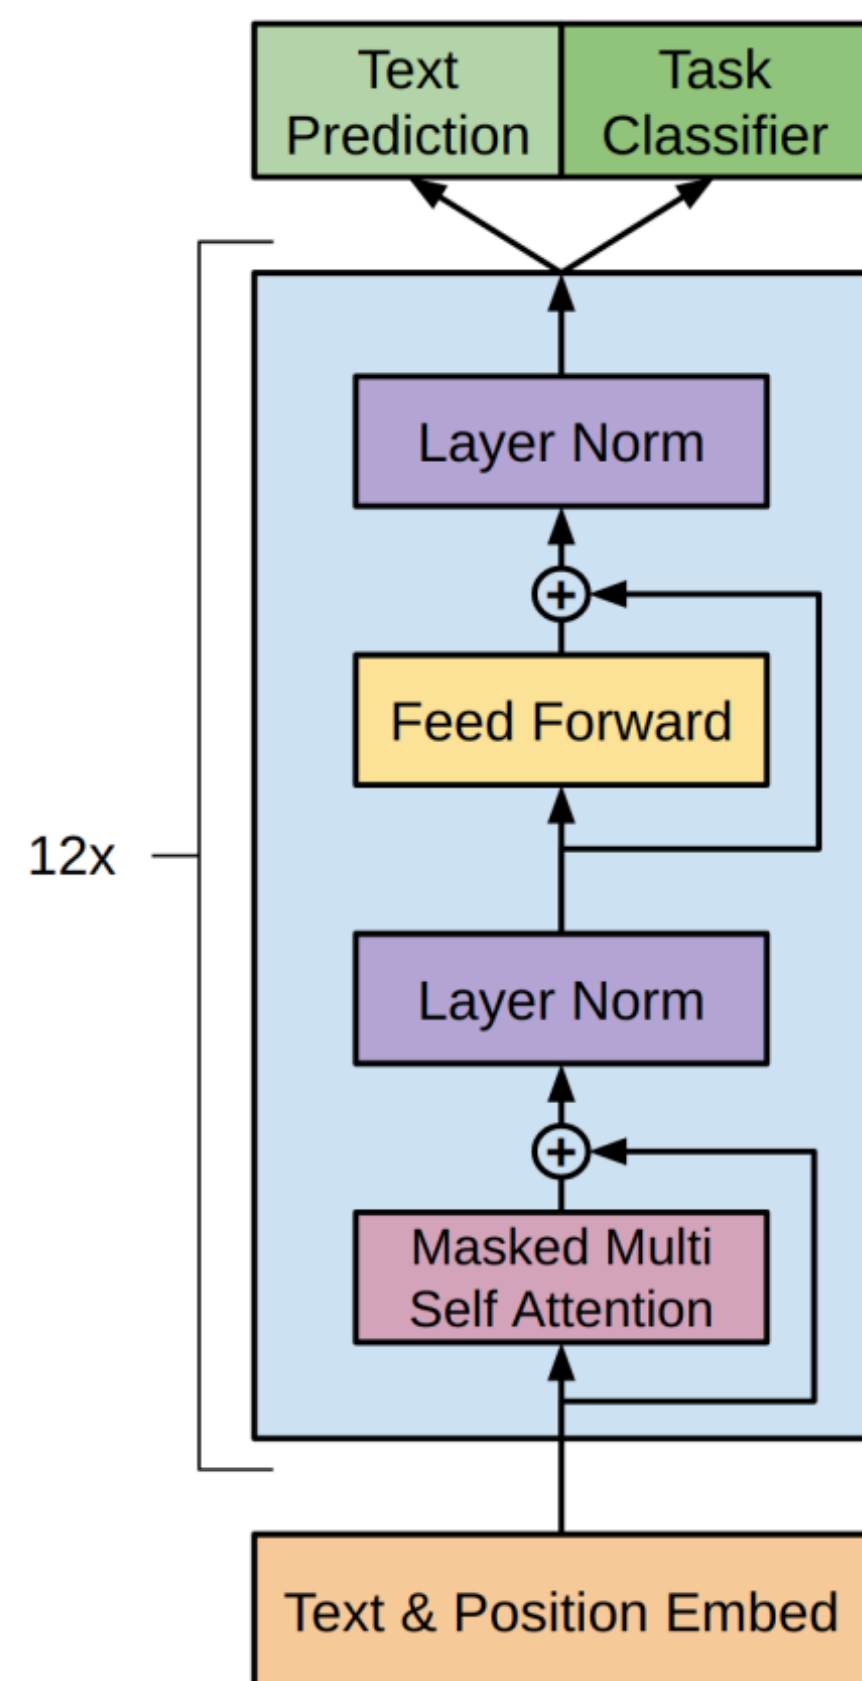 Text
Prediction
Task
Classifier
Layer Norm
+
Feed Forward
12x
Layer Norm
+
Masked Multi
Self Attention
Text & Position Embed